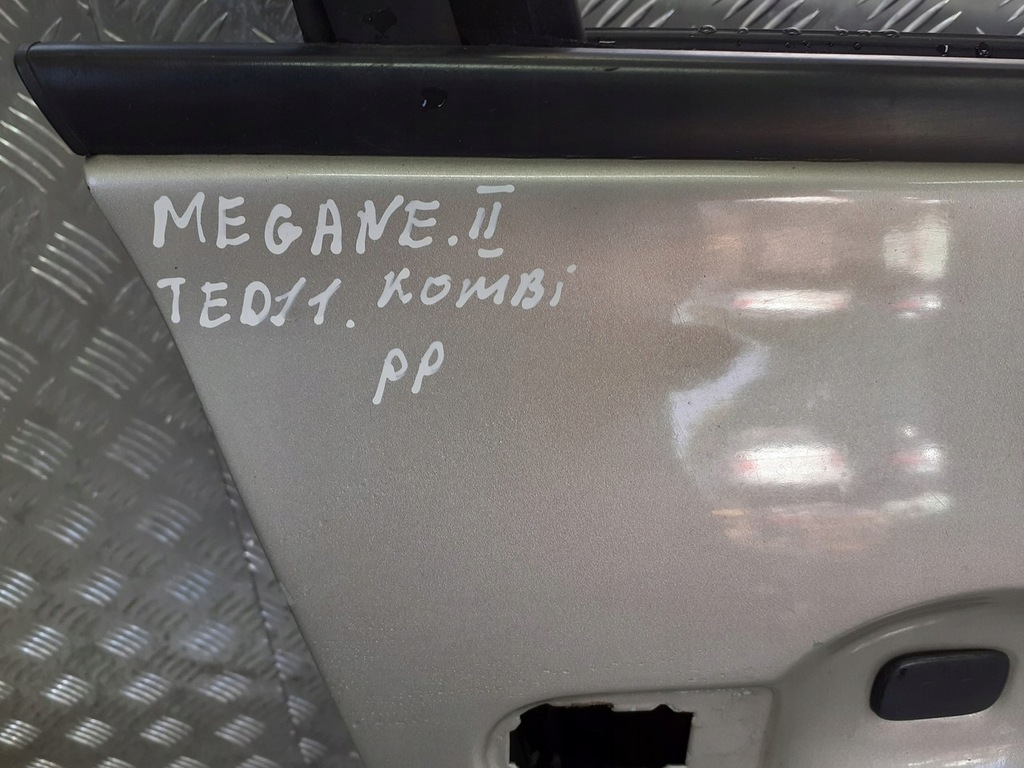 MEGANE.II
TED11. KOMBi
PP